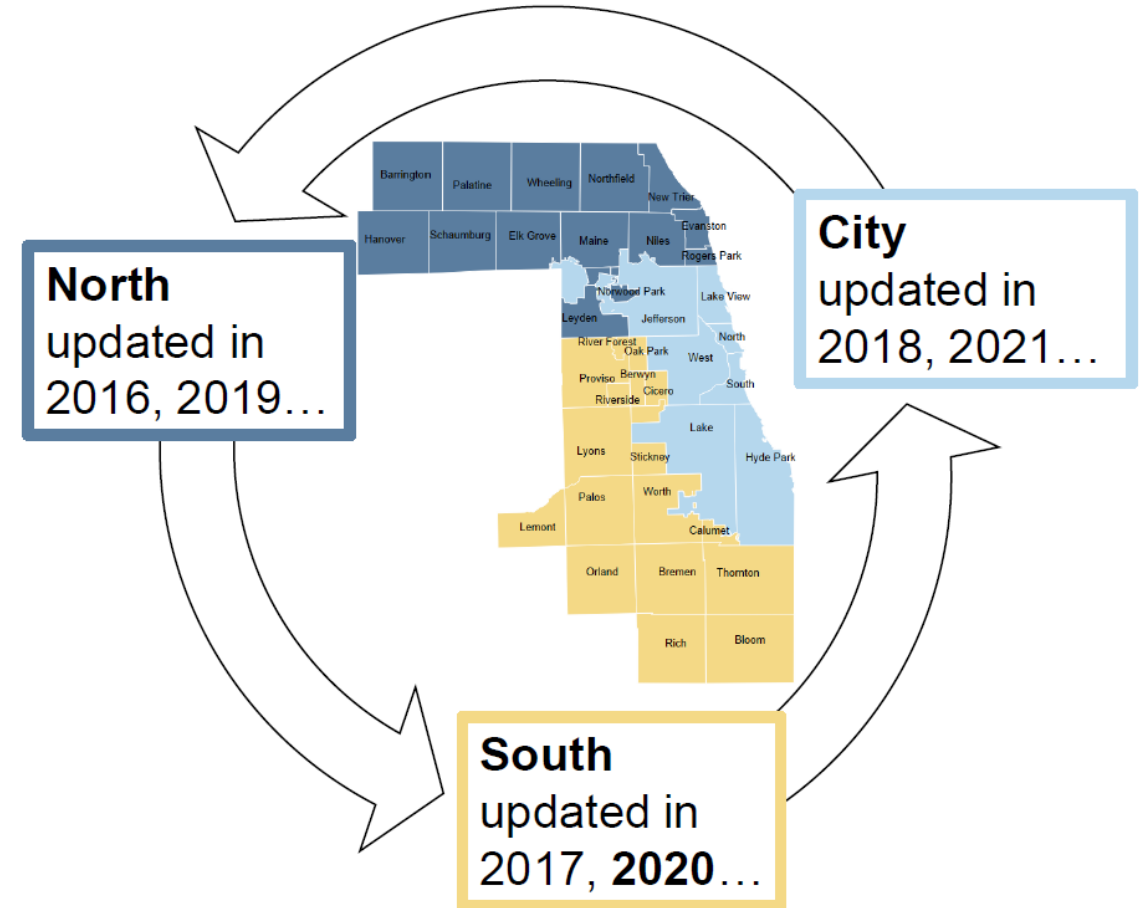 Barrington
Palatine
Wheeling
Northfield
New Trier
Hanover
Schaumburg
Elk Grove
Maine
Niles
Evanston
Rogers Park
North
updated in
2016, 2019…
City
updated in
2018, 2021…
Norwood Park
Lake View
Leyden
Jefferson
North
River Forest
Oak Park
West
Proviso
Berwyn
Cicero
South
Riverside
Lake
Lyons
Stickney
Hyde Park
Palos
Worth
Lemont
Calumet
Orland
Bremen
Thornton
Rich
Bloom
South
updated in
2017, 2020…